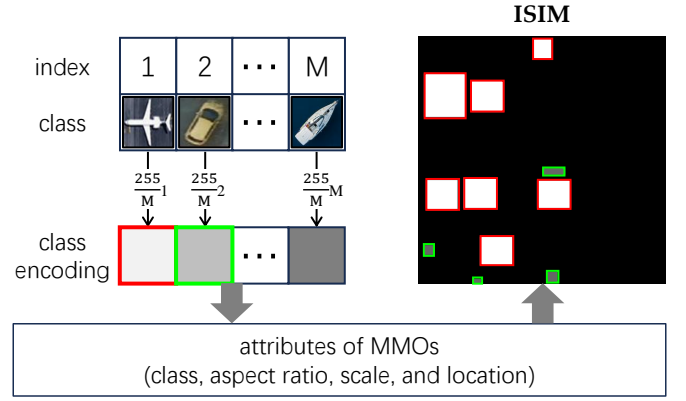 ISIM
index 1 2 ··· M
class ···
255/M 1 255/M 2 255/M M
class
encoding ···
attributes of MMOs
(class, aspect ratio, scale, and location)